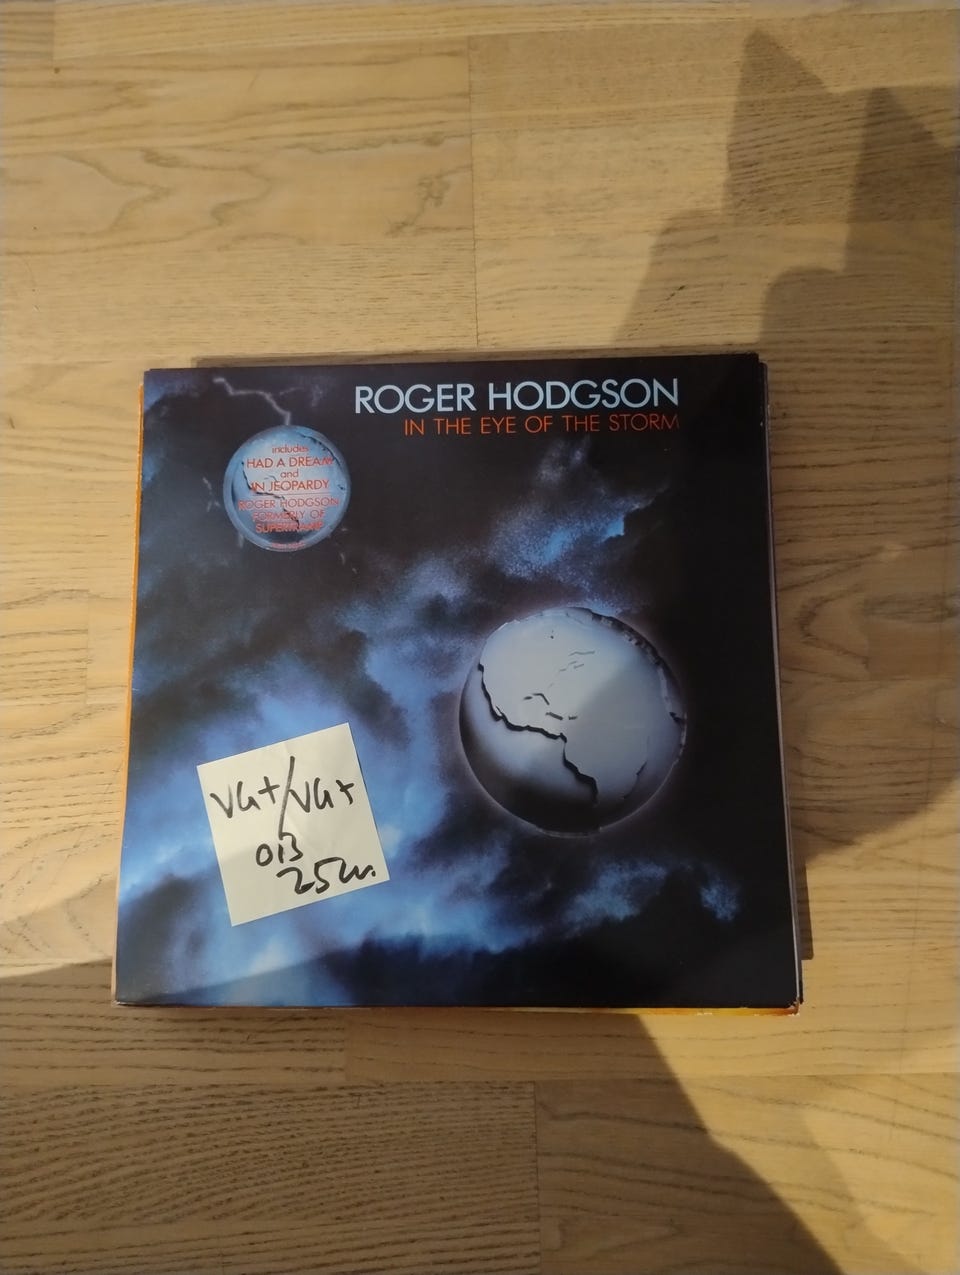 ROGER HODGSON
IN THE EYE OF THE STORM
includes
HAD A DREAM
and
IN JEOPARDY
ROGER HODGSON
FORMERLY OF
SUPERTRAMP
VG+/VG+
OIB
25kr.